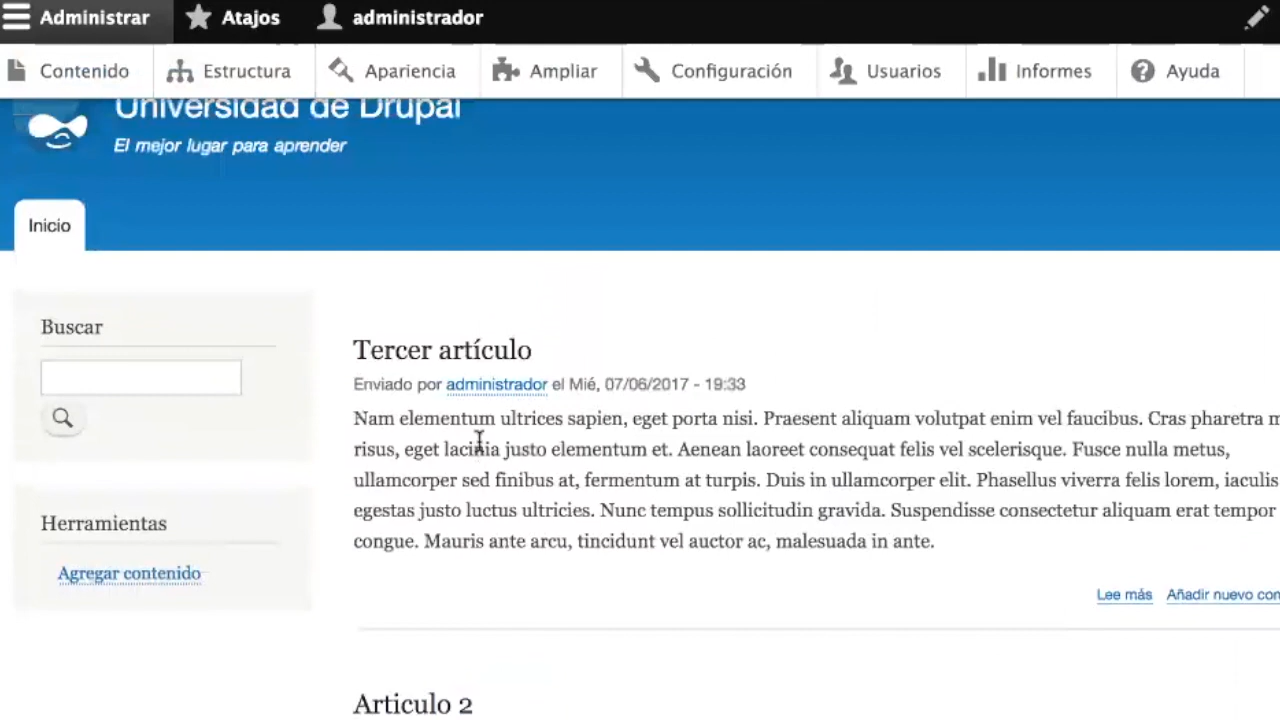 Administrar Atajos administrador
Contenido Estructura Apariencia Ampliar Configuración Usuarios Informes Ayuda
Universidad de Drupal
El mejor lugar para aprender
Inicio
Buscar
Herramientas
Agregar contenido
Tercer artículo
Enviado por administrador el Mié, 07/06/2017 - 19:33
Nam elementum ultrices sapien, eget porta nisi. Praesent aliquam volutpat enim vel faucibus. Cras pharetra
risus, eget lacinia justo elementum et. Aenean laoreet consequat felis vel scelerisque. Fusce nulla metus,
ullamcorper sed finibus at, fermentum at turpis. Duis in ullamcorper elit. Phasellus viverra felis lorem, iaculis
egestas justo luctus ultricies. Nunc tempus sollicitudin gravida. Suspendisse consectetur aliquam erat tempor
congue. Mauris ante arcu, tincidunt vel auctor ac, malesuada in ante.
Lee más Añadir nuevo
Articulo 2